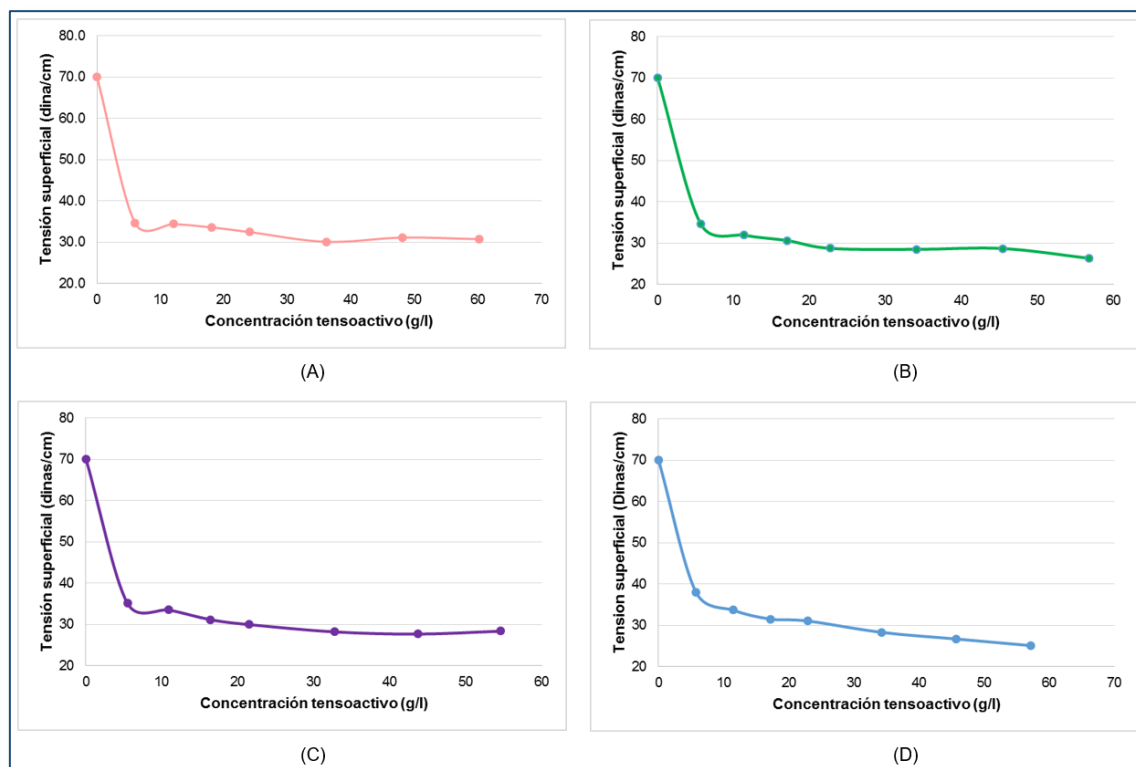 80.0
70.0
60.0
50.0
40.0
30.0
20.0
Tensión superficial (dina/cm)
0 10 20 30 40 50 60 70
Concentración tensoactivo (g/l)
(A)
80
70
60
50
40
30
20
Tensión superficial (dinas/cm)
0 10 20 30 40 50 60
Concentración tensoactivo (g/l)
(B)
80
70
60
50
40
30
20
Tensión superficial (dinas/cm)
0 10 20 30 40 50 60
Concentración tensoactivo (g/l)
(C)
80
70
60
50
40
30
20
Tension superficial (Dinas/cm)
0 10 20 30 40 50 60 70
Concentración tensoactivo (g/l)
(D)